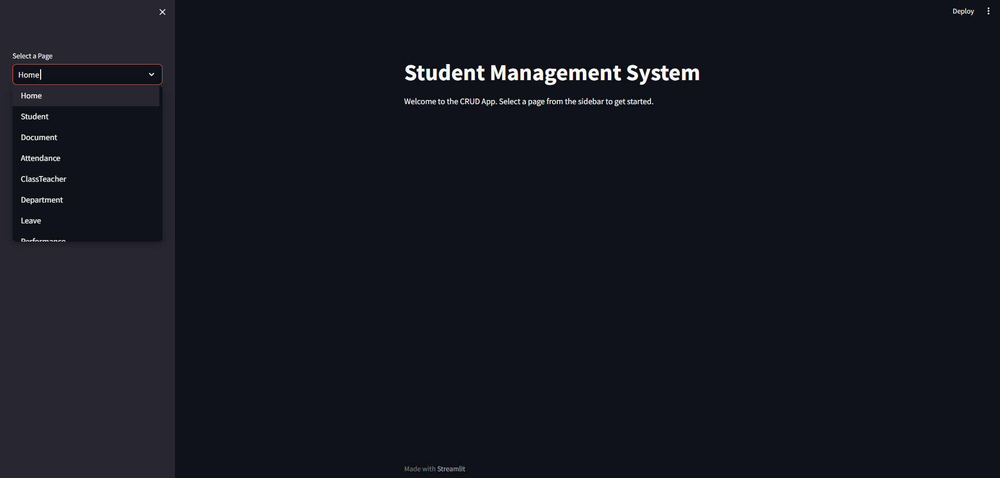 Deploy
Select a Page
Home
Home
Student
Document
Attendance
ClassTeacher
Department
Leave
Performance
Student Management System
Welcome to the CRUD App. Select a page from the sidebar to get started.
Made with Streamlit